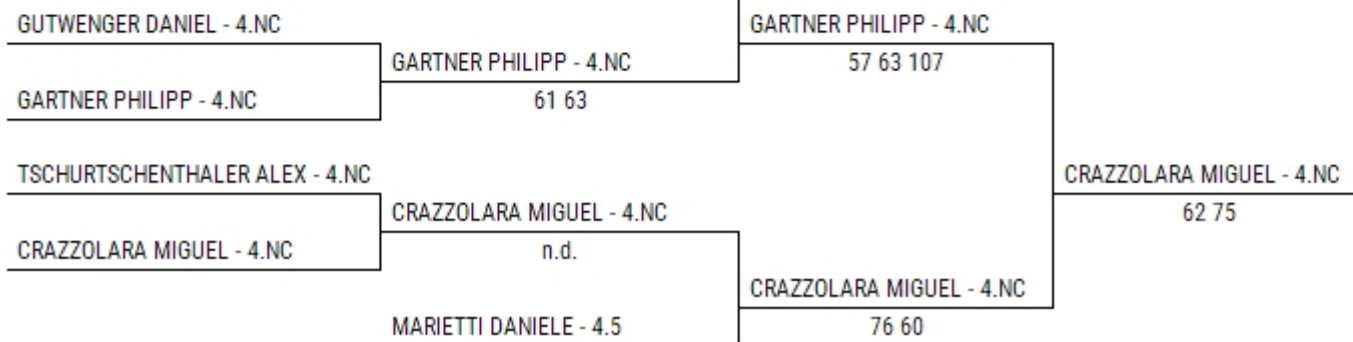 GUTWENGER DANIEL - 4.NC
GARTNER PHILIPP - 4.NC
GARTNER PHILIPP - 4.NC
57 63 107
GARTNER PHILIPP - 4.NC
61 63
TSCHURTSCHENTHALER ALEX - 4.NC
CRAZZOLARA MIGUEL - 4.NC
62 75
CRAZZOLARA MIGUEL - 4.NC
n.d.
CRAZZOLARA MIGUEL - 4.NC
CRAZZOLARA MIGUEL - 4.NC
76 60
MARIETTI DANIELE - 4.5